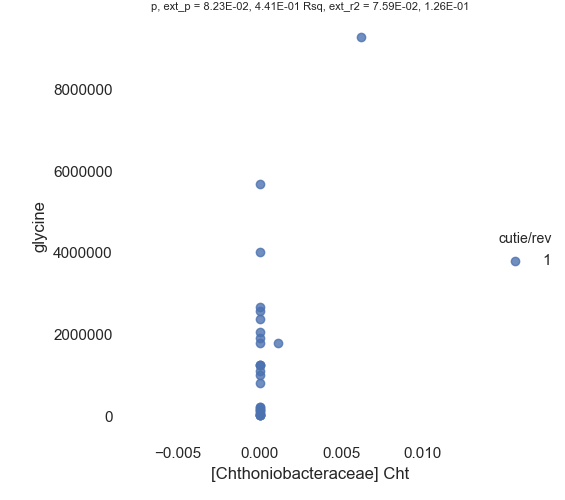 p, ext_p = 8.23E-02, 4.41E-01 Rsq, ext_r2 = 7.59E-02, 1.26E-01
8000000
6000000
glycine
cutie/rev
4000000
1
2000000
0
−0.005 0.000 0.005 0.010
[Chthoniobacteraceae] Cht